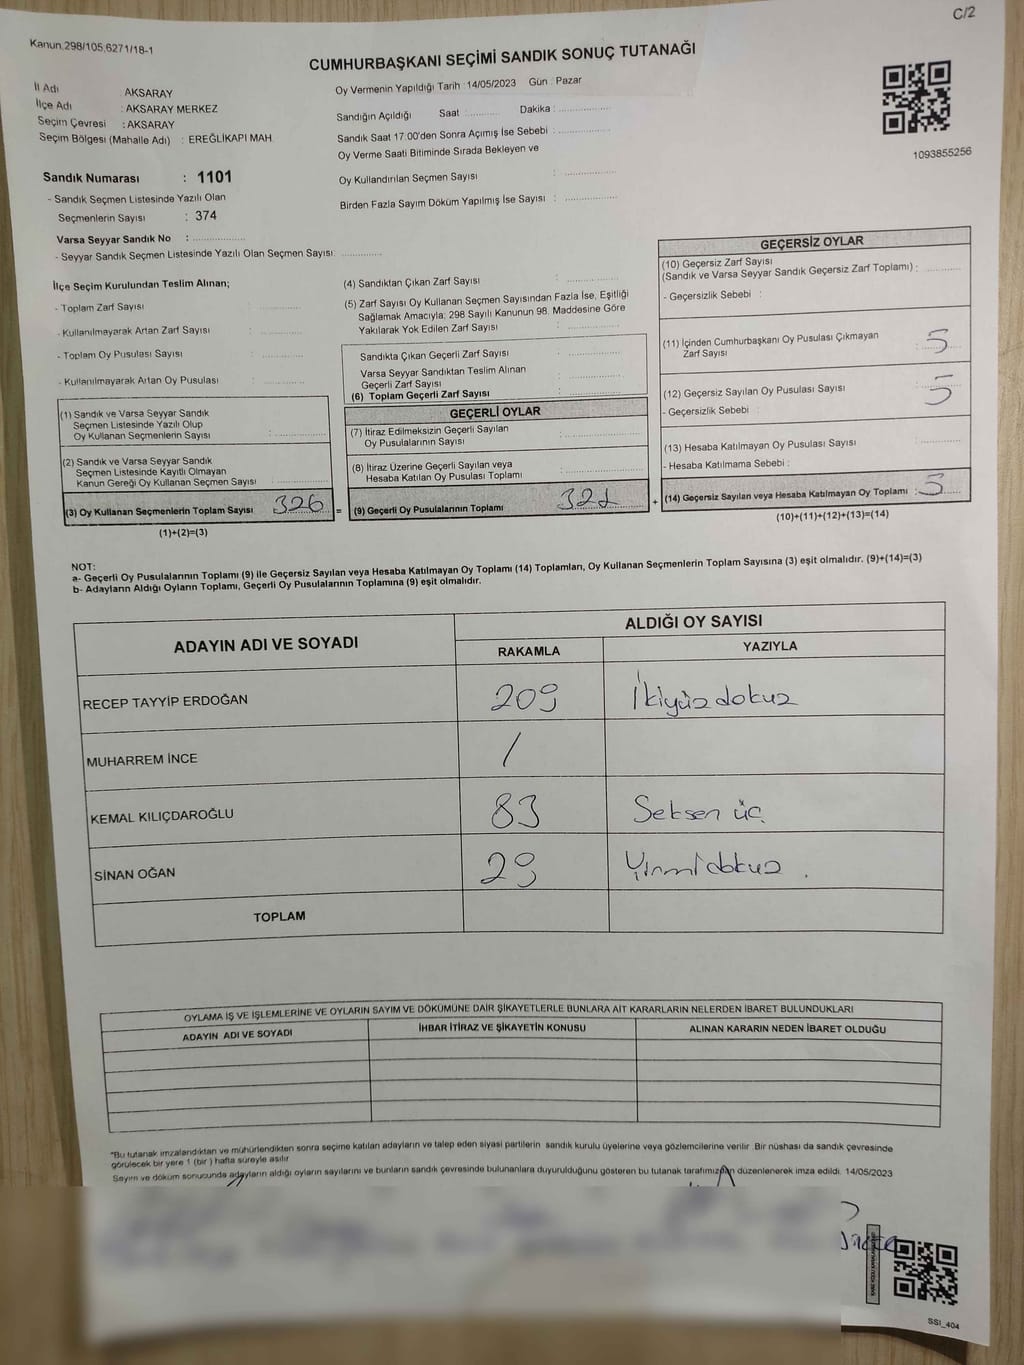 C/2
Kanun.298/105,6271/18-1
CUMHURBAŞKANI SEÇİMİ SANDIK SONUÇ TUTANAĞI
İl Adı : AKSARAY
İlçe Adı : AKSARAY MERKEZ
Seçim Çevresi : AKSARAY
Seçim Bölgesi (Mahalle Adı) : EREĞLİKAPI MAH
Sandık Numarası : 1101
- Sandık Seçmen Listesinde Yazılı Olan
Seçmenlerin Sayısı : 374
Varsa Seyyar Sandık No : ..................
- Seyyar Sandık Seçmen Listesinde Yazılı Olan Seçmen Sayısı: ..............
Oy Vermenin Yapıldığı Tarih :14/05/2023 Gün : Pazar
Sandığın Açıldığı Saat : ........... Dakika : .................
Sandık Saat 17:00'den Sonra Açımış İse Sebebi : .................
Oy Verme Saati Bitiminde Sırada Bekleyen ve
Oy Kullandırılan Seçmen Sayısı : .................
Birden Fazla Sayım Döküm Yapılmış İse Sayısı : .................
1093855256
İlçe Seçim Kurulundan Teslim Alınan;
- Toplam Zarf Sayısı : .............
- Kullanılmayarak Artan Zarf Sayısı : .............
- Toplam Oy Pusulası Sayısı : .............
- Kullanılmayarak Artan Oy Pusulası : .............
(1) Sandık ve Varsa Seyyar Sandık
Seçmen Listesinde Yazılı Olup
Oy Kullanan Seçmenlerin Sayısı : .................
(2) Sandık ve Varsa Seyyar Sandık
Seçmen Listesinde Kayıtlı Olmayan
Kanun Gereği Oy Kullanan Seçmen Sayısı : .................
(3) Oy Kullanan Seçmenlerin Toplam Sayısı 326 =
(1)+(2)=(3)
(4) Sandıktan Çıkan Zarf Sayısı : .................
(5) Zarf Sayısı Oy Kullanan Seçmen Sayısından Fazla İse, Eşitliği
Sağlamak Amacıyla; 298 Sayılı Kanunun 98. Maddesine Göre
Yakılarak Yok Edilen Zarf Sayısı : .................
Sandıkta Çıkan Geçerli Zarf Sayısı : .................
Varsa Seyyar Sandıktan Teslim Alınan
Geçerli Zarf Sayısı : .................
(6) Toplam Geçerli Zarf Sayısı : .................
GEÇERLİ OYLAR
(7) İtiraz Edilmeksizin Geçerli Sayılan
Oy Pusulalarının Sayısı : .................
(8) İtiraz Üzerine Geçerli Sayılan veya
Hesaba Katılan Oy Pusulası Toplamı : .................
(9) Geçerli Oy Pusulalarının Toplamı 321 +
GEÇERSİZ OYLAR
(10) Geçersiz Zarf Sayısı
(Sandık ve Varsa Seyyar Sandık Geçersiz Zarf Toplamı) : ...........
- Geçersizlik Sebebi :
(11) İçinden Cumhurbaşkanı Oy Pusulası Çıkmayan
Zarf Sayısı : 5
(12) Geçersiz Sayılan Oy Pusulası Sayısı : 5
- Geçersizlik Sebebi :
(13) Hesaba Katılmayan Oy Pusulası Sayısı : ...........
- Hesaba Katılmama Sebebi :
(14) Geçersiz Sayılan veya Hesaba Katılmayan Oy Toplamı : 5
(10)+(11)+(12)+(13)=(14)
NOT:
a- Geçerli Oy Pusulalarının Toplamı (9) ile Geçersiz Sayılan veya Hesaba Katılmayan Oy Toplamı (14) Toplamları, Oy Kullanan Seçmenlerin Toplam Sayısına (3) eşit olmalıdır. (9)+(14)=(3)
b- Adayların Aldığı Oyların Toplamı, Geçerli Oy Pusulalarının Toplamına (9) eşit olmalıdır.
ADAYIN ADI VE SOYADI
ALDIĞI OY SAYISI
RAKAMLA YAZIYLA
RECEP TAYYİP ERDOĞAN 209 İkiyüzdokuz
MUHARREM İNCE /
KEMAL KILIÇDAROĞLU 83 Seksen üç
SİNAN OĞAN 29 Yirmidokuz .
TOPLAM
OYLAMA İŞ VE İŞLEMLERİNE VE OYLARIN SAYIM VE DÖKÜMÜNE DAİR ŞİKAYETLERLE BUNLARA AİT KARARLARIN NELERDEN İBARET BULUNDUKLARI
ADAYIN ADI VE SOYADI İHBAR İTİRAZ VE ŞİKAYETİN KONUSU ALINAN KARARIN NEDEN İBARET OLDUĞU
*Bu tutanak imzalandıktan ve mühürlendikten sonra seçime katılan adayların ve talep eden siyasi partilerin sandık kurulu üyelerine veya gözlemcilerine verilir. Bir nüshası da sandık çevresinde
görülecek bir yere 1 (bir ) hafta süreyle asılır.
Sayım ve döküm sonucunda adayların aldığı oyların sayılarını ve bunların sandık çevresinde bulunanlara duyurulduğunu gösteren bu tutanak tarafımızdan düzenlenerek imza edildi. 14/05/2023
SSI_404